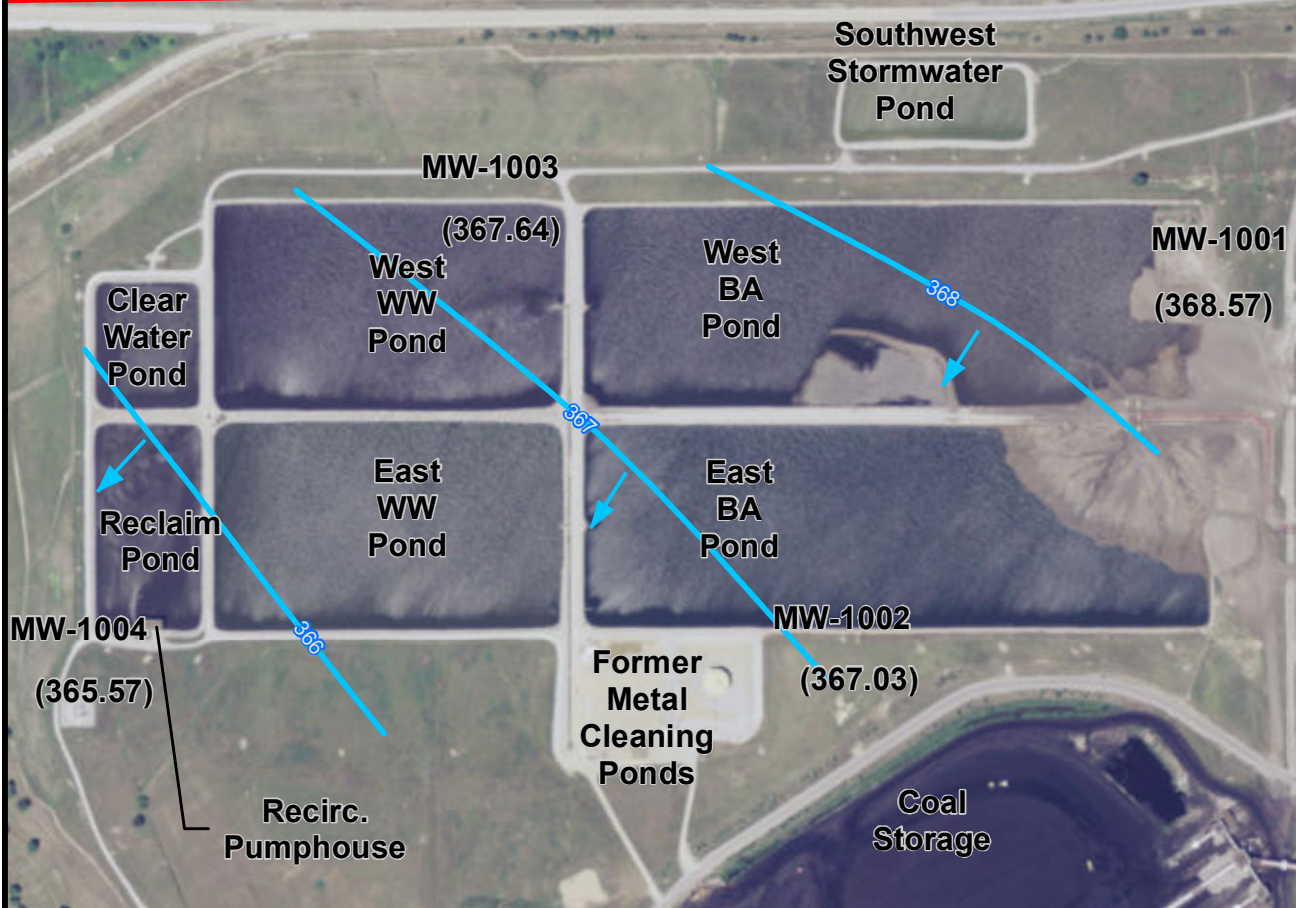 Southwest
Stormwater
Pond
MW-1003
(367.64)
MW-1001
(368.57)
West
WW
Pond
West
BA
Pond
368
Clear
Water
Pond
367
East
WW
Pond
East
BA
Pond
Reclaim
Pond
MW-1004
(365.57)
366
MW-1002
(367.03)
Former
Metal
Cleaning
Ponds
Recirc.
Pumphouse
Coal
Storage